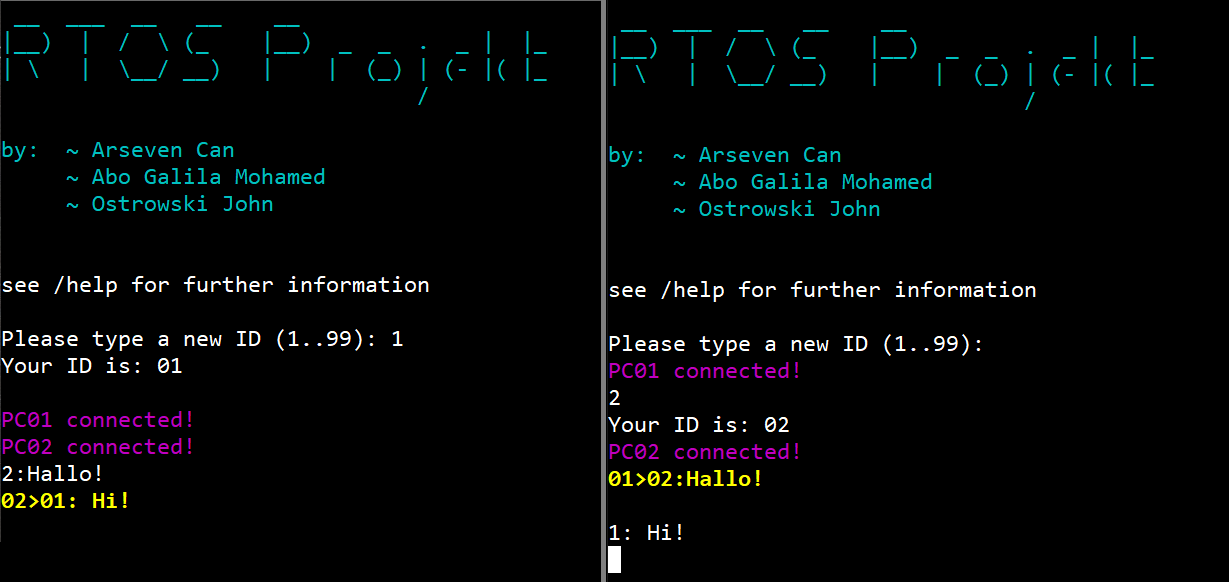 RTOS Projekt
by: ~ Arseven Can
~ Abo Galila Mohamed
~ Ostrowski John
see /help for further information
Please type a new ID (1..99): 1
Your ID is: 01
PC01 connected!
PC02 connected!
2:Hallo!
02>01: Hi!
RTOS Projekt
by: ~ Arseven Can
~ Abo Galila Mohamed
~ Ostrowski John
see /help for further information
Please type a new ID (1..99):
PC01 connected!
2
Your ID is: 02
PC02 connected!
01>02:Hallo!
1: Hi!